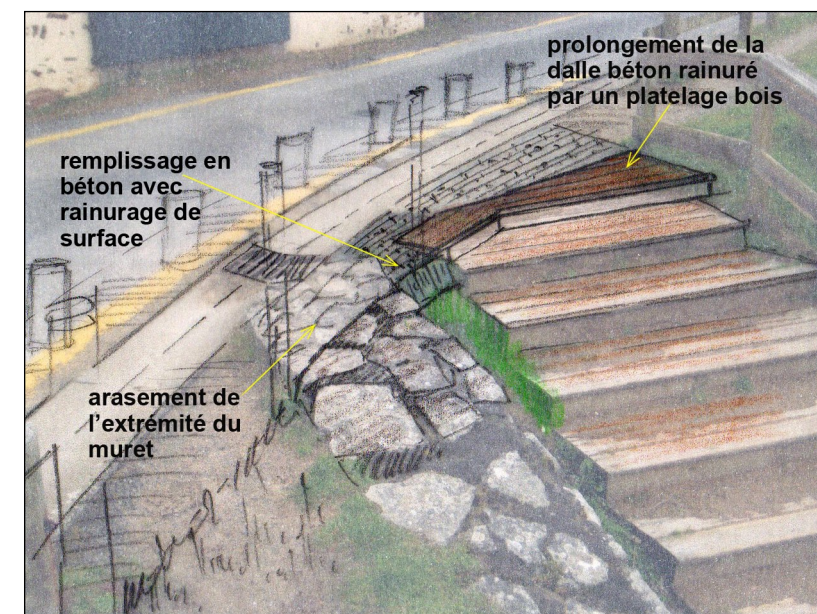 prolongement de la
dalle béton rainuré
par un platelage bois
remplissage en
béton avec
rainurage de
surface
arasement de
l’extrémité du
muret